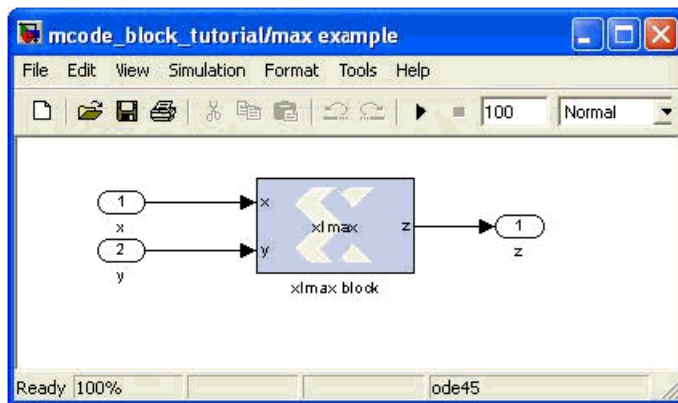 mcode_block_tutorial/max example
File Edit View Simulation Format Tools Help
100 Normal
1 x xlmax z 1
x z
2 y
y
xlmax block
Ready 100% ode45